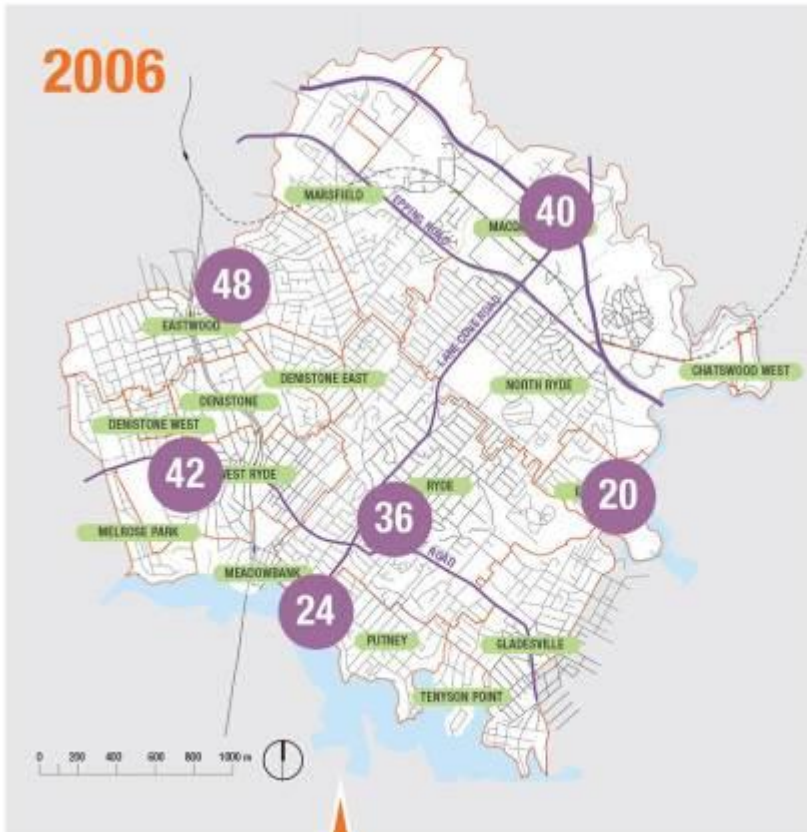 2006
MARSFIELD
EPPING ROAD
40
48
EASTWOOD
LANE COVE ROAD
CHATSWOOD WEST
DENISTONE EAST
NORTH RYDE
DENISTONE
DENISTONE WEST
42
WEST RYDE
RYDE
20
36
MELROSE PARK
ROAD
MEADOWBANK
24
PUTNEY
GLADESVILLE
TENYSON POINT
0 200 400 600 800 1000 m